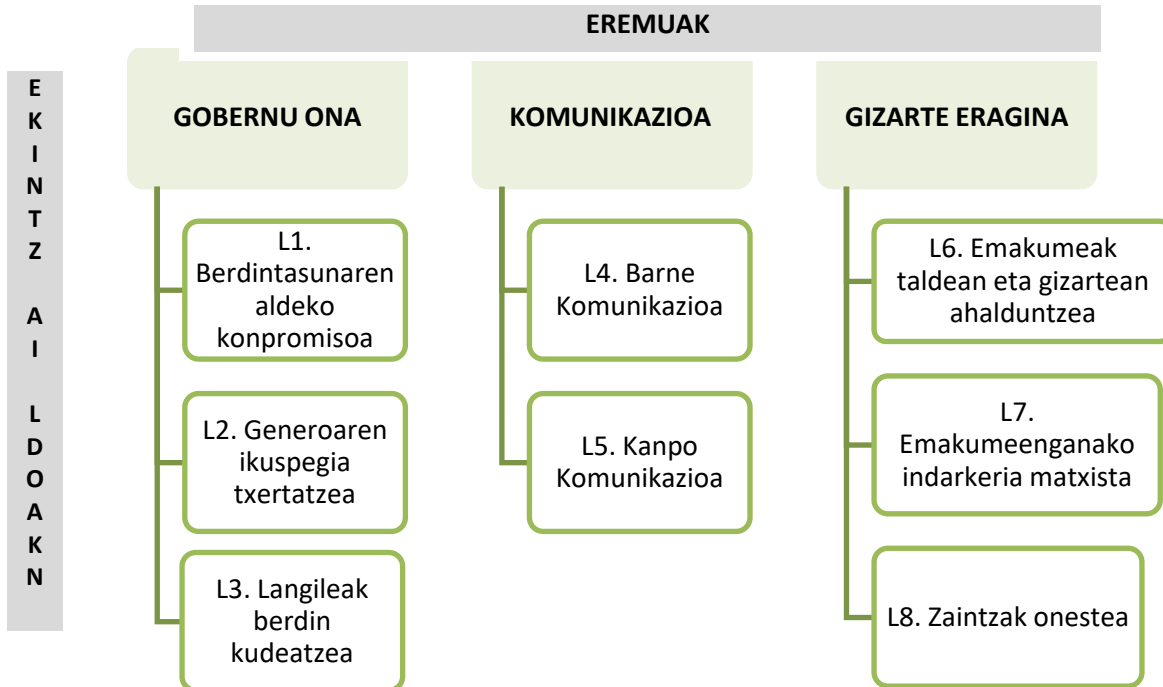 EREMUAK
E
K
I
N
T
Z
A
I
L
D
O
A
K
N
GOBERNU ONA
L1.
Berdintasunaren
aldeko
konpromisoa
L2. Generoaren
ikuspegia
txertatzea
L3. Langileak
berdin
kudeatzea
KOMUNIKAZIOA
L4. Barne
Komunikazioa
L5. Kanpo
Komunikazioa
GIZARTE ERAGINA
L6. Emakumeak
taldean eta gizartean
ahalduntzea
L7.
Emakumeenganako
indarkeria matxista
L8. Zaintzak onestea